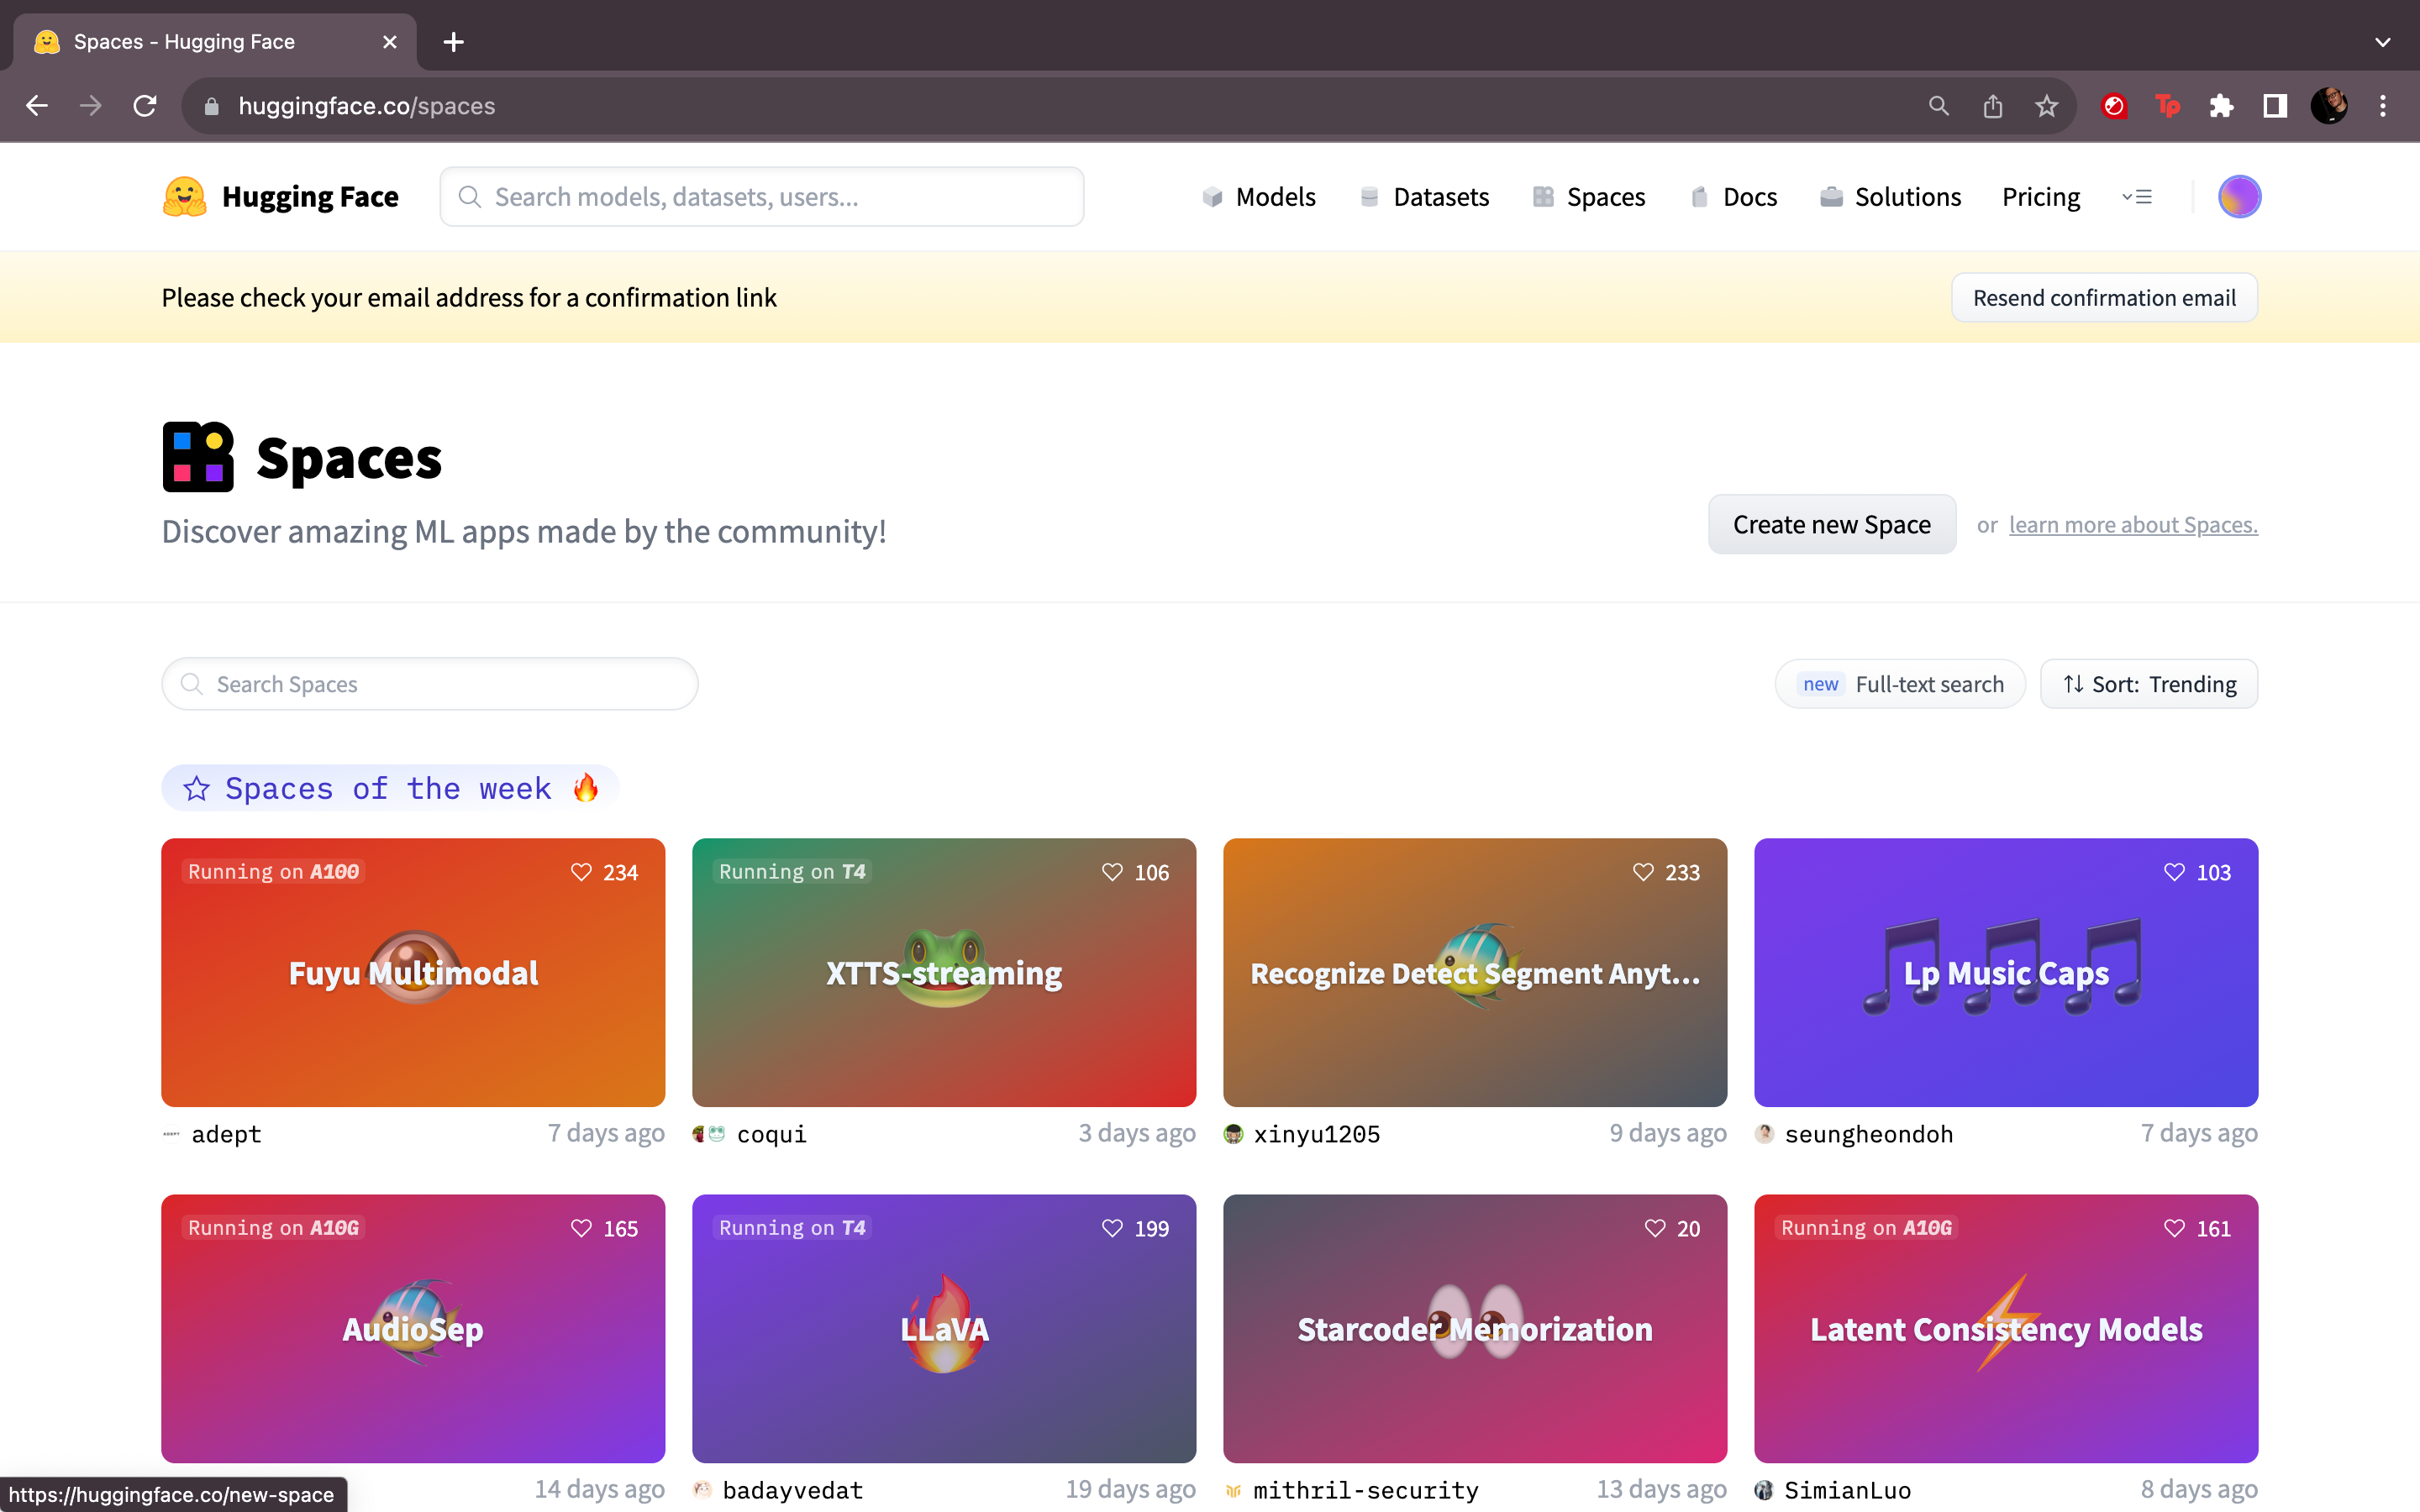 Spaces - Hugging Face
huggingface.co/spaces
Tp
Hugging Face
Search models, datasets, users...
Models
Datasets
Spaces
Docs
Solutions
Pricing
Please check your email address for a confirmation link
Resend confirmation email
Spaces
Discover amazing ML apps made by the community!
Create new Space or learn more about Spaces.
Search Spaces
new Full-text search
Sort: Trending
Spaces of the week 🔥
Running on A100
234
Fuyu Multimodal
adept
7 days ago
Running on T4
106
XTTS-streaming
coqui
3 days ago
233
Recognize Detect Segment Anyt...
xinyu1205
9 days ago
103
Lp Music Caps
seungheondoh
7 days ago
Running on A10G
165
AudioSep
14 days ago
Running on T4
199
LLaVA
badayvedat
19 days ago
20
Starcoder Memorization
mithril-security
13 days ago
Running on A10G
161
Latent Consistency Models
SimianLuo
8 days ago
https://huggingface.co/new-space